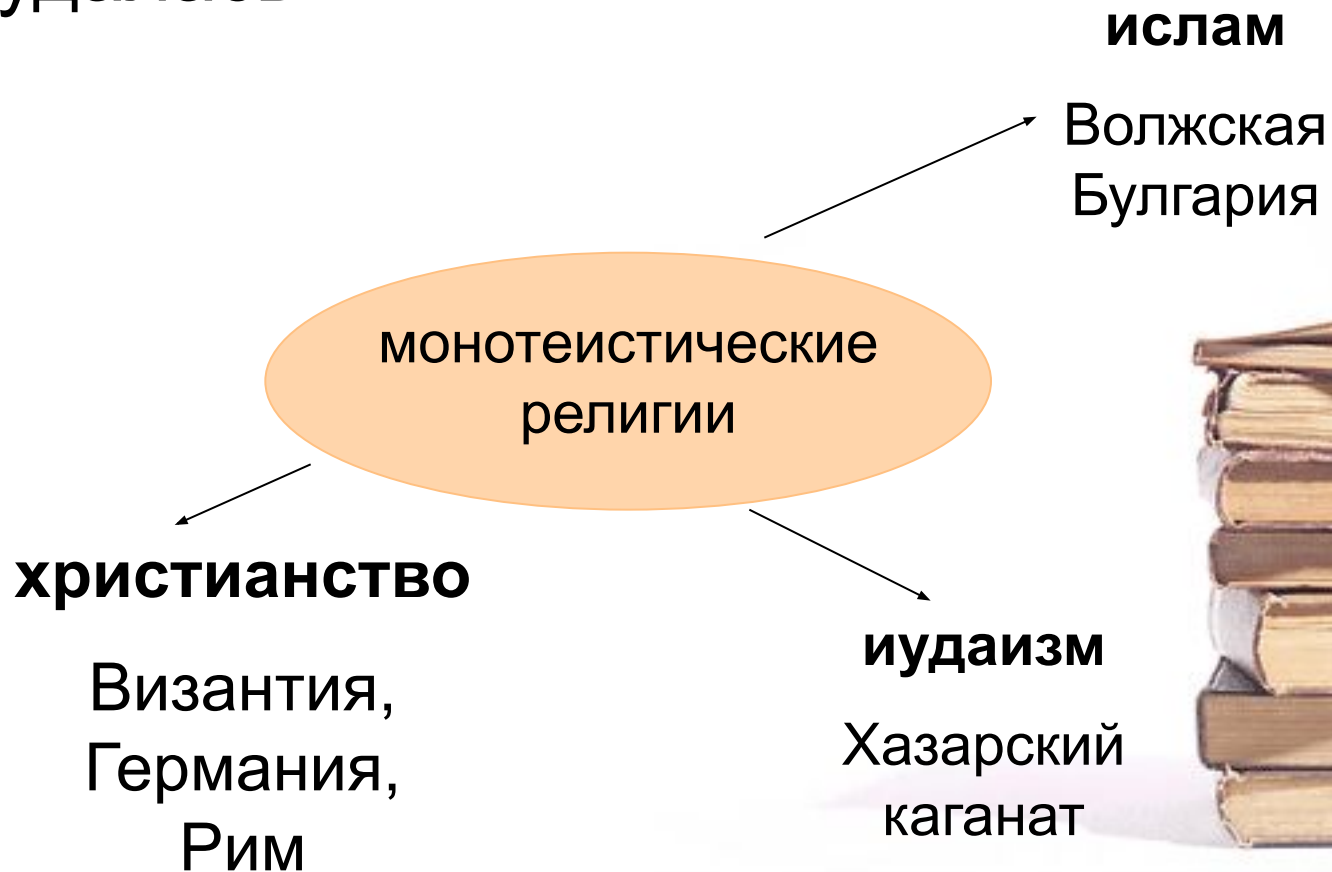 ислам
Волжская
Булгария
монотеистические
религии
христианство
Византия,
Германия,
Рим
иудаизм
Хазарский
каганат